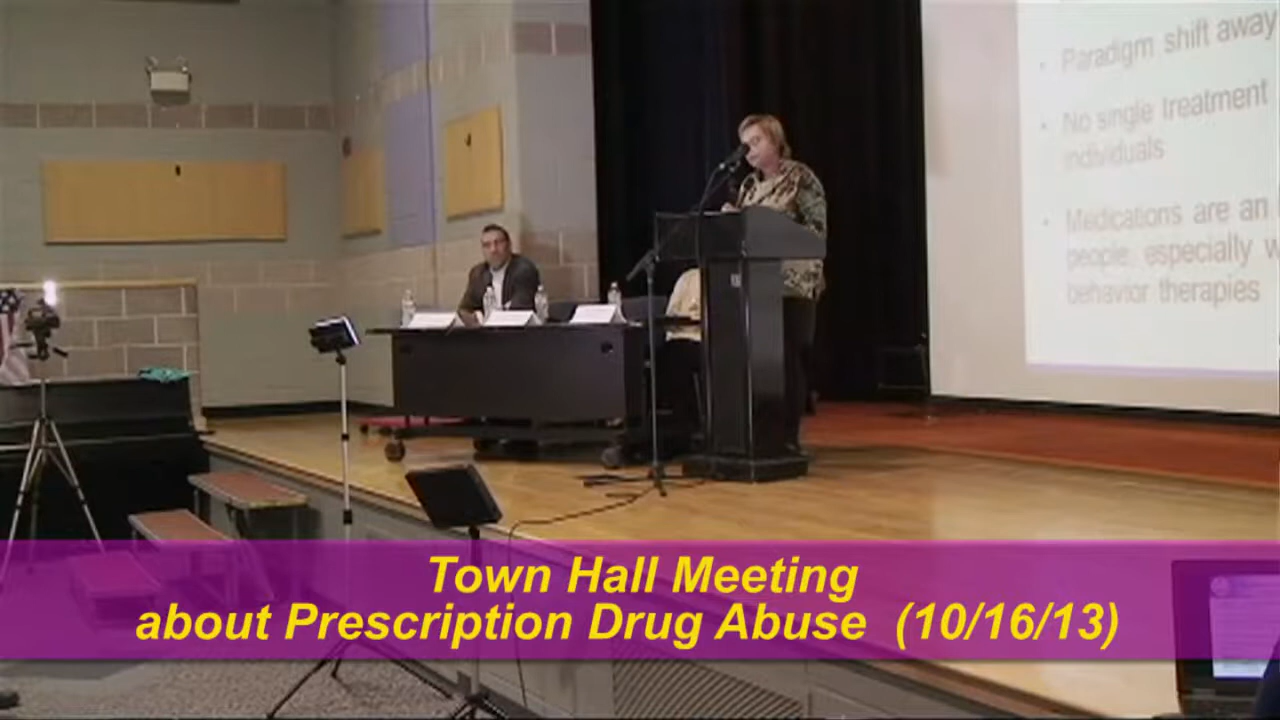 Paradigm shift away
No single treatment
individuals
Medications are an
people especially w
behavior therapies
Town Hall Meeting
about Prescription Drug Abuse (10/16/13)